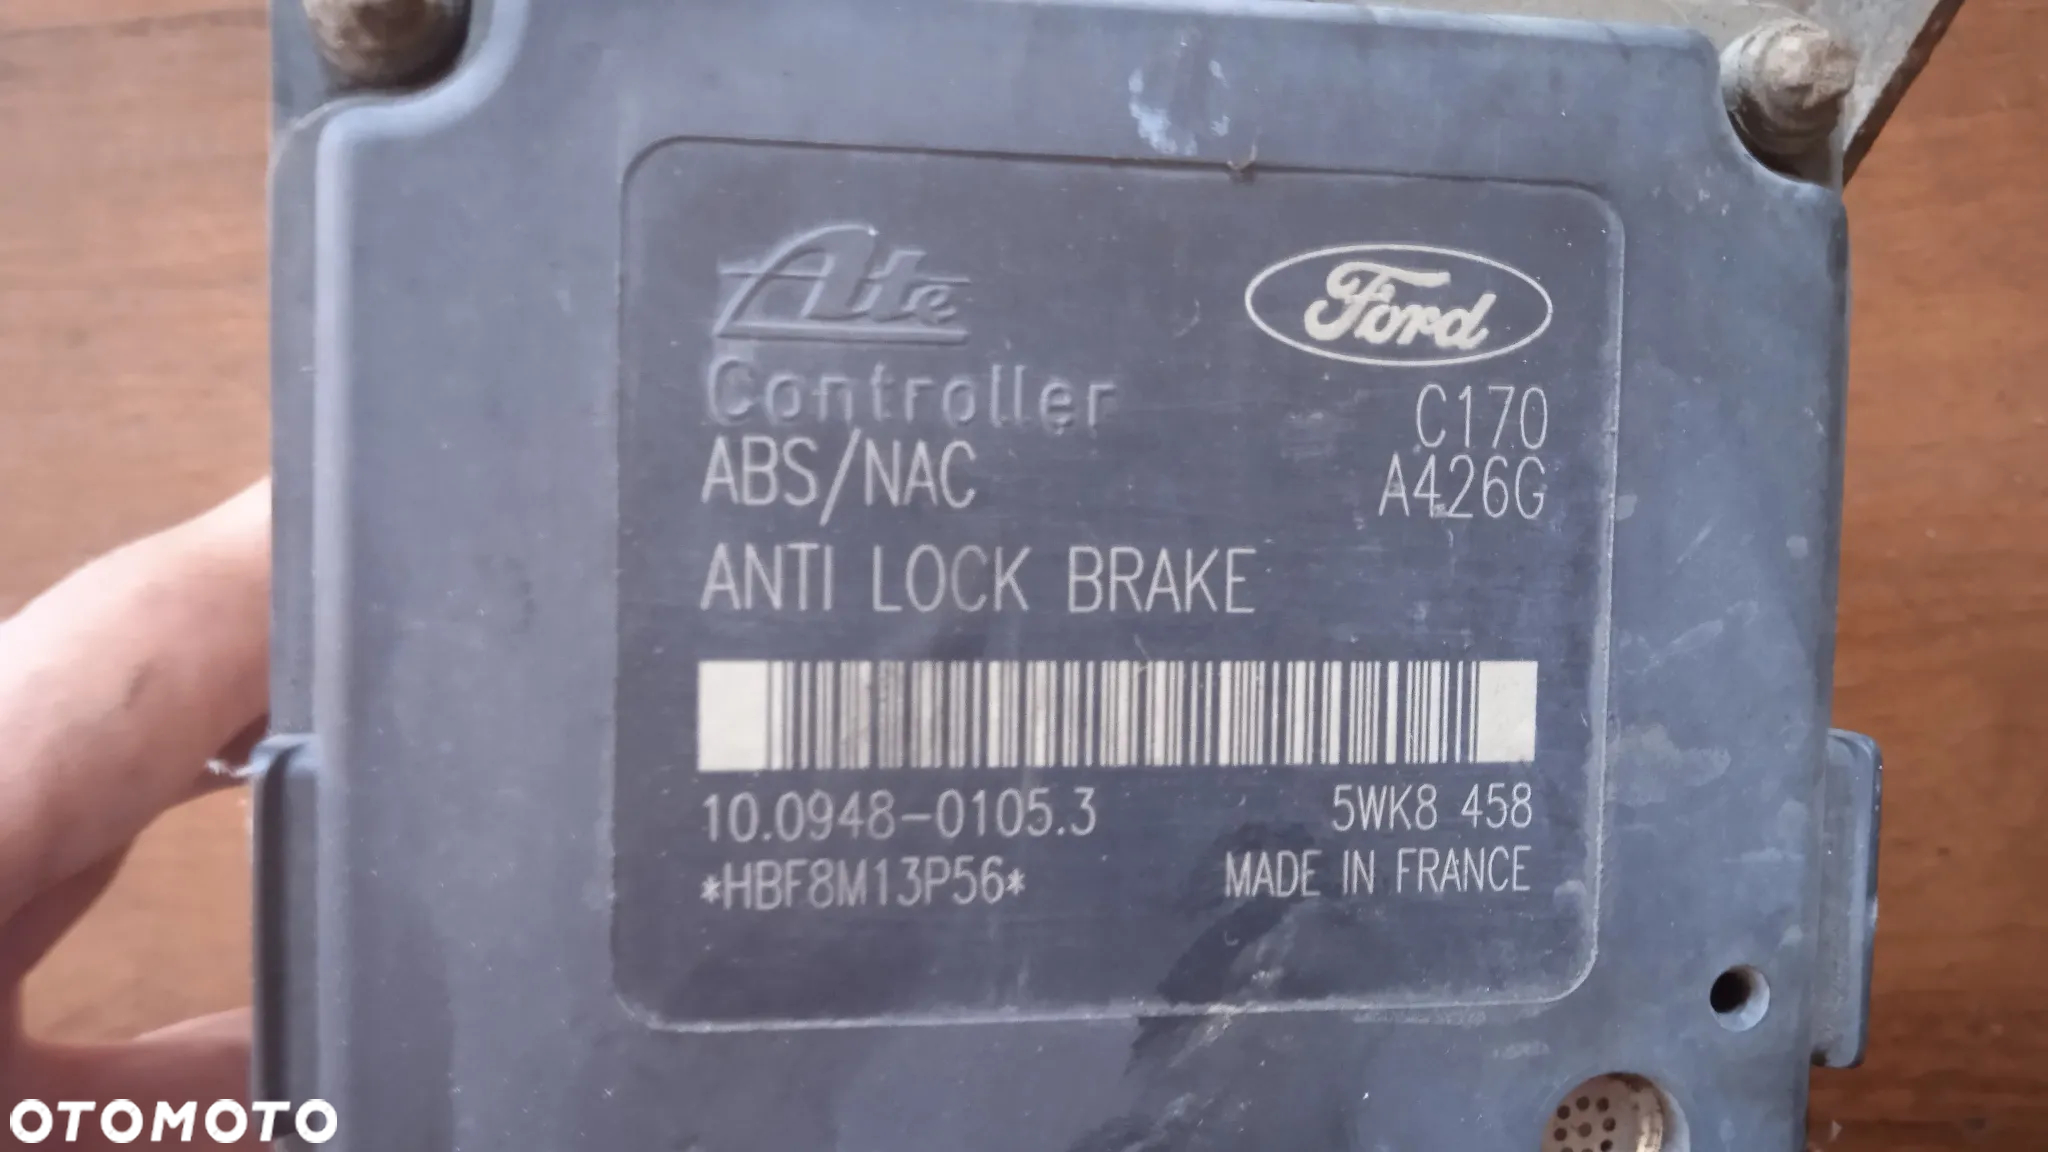 Ate
Ford
Controller
C170
ABS/NAC
A426G
ANTI LOCK BRAKE
10.0948-0105.3
5WK8 458
*HBF8M13P56*
MADE IN FRANCE
OTOMOTO